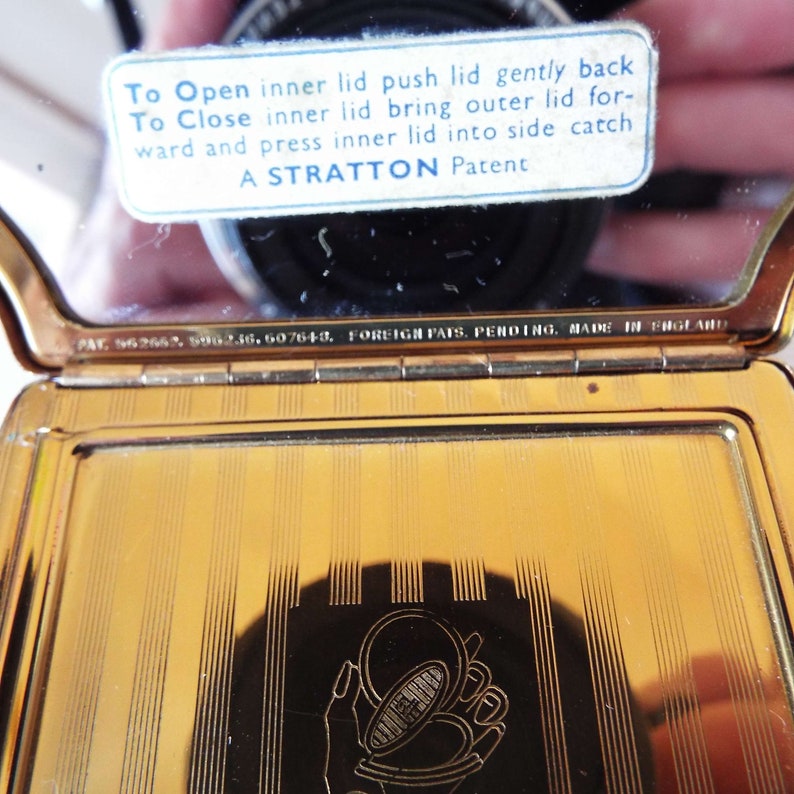 To Open inner lid push lid gently back
To Close inner lid bring outer lid for-
ward and press inner lid into side catch
A STRATTON Patent
FOREIGN PATS. PENDING. MADE IN ENGLAND